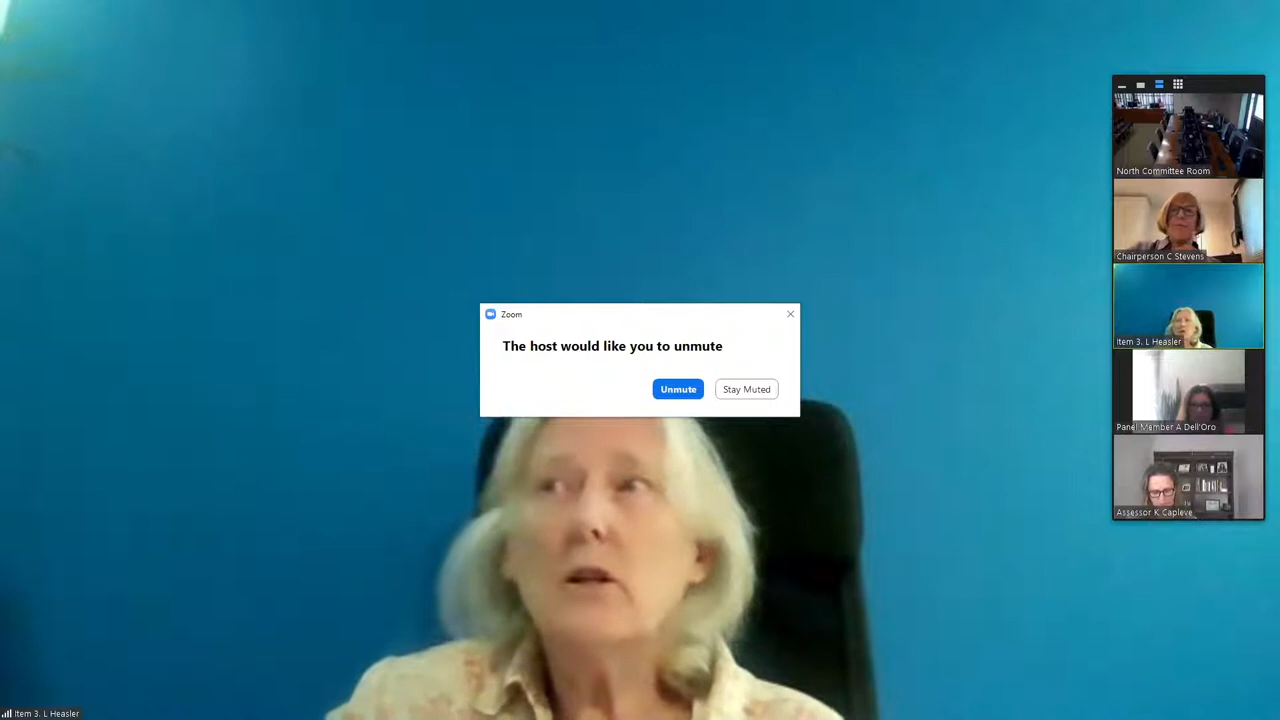 North Committee Room
Chairperson C Stevens
Zoom
The host would like you to unmute
Item 3. L Heasler
Unmute
Stay Muted
Panel Member A Dell'Oro
Assessor K Capleve
Item 3. L Heasler